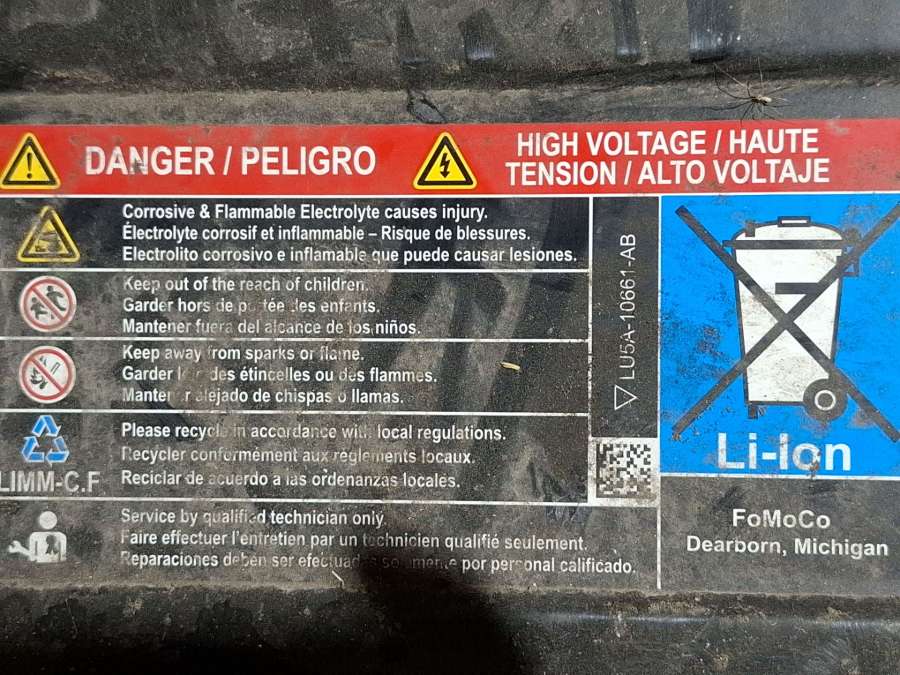 DANGER / PELIGRO
HIGH VOLTAGE / HAUTE
TENSION / ALTO VOLTAJE
Corrosive & Flammable Electrolyte causes injury.
Électrolyte corrosif et inflammable – Risque de blessures.
Electrolito corrosivo e inflamable que puede causar lesiones.
Keep out of the reach of children.
Garder hors de portée des enfants.
Mantener fuera del alcance de los niños.
Keep away from sparks or flame.
Garder loin des étincelles ou des flammes.
Mantener alejado de chispas o llamas.
LIMM-C.F
Please recycle in accordance with local regulations.
Recycler conformément aux règlements locaux.
Reciclar de acuerdo a las ordenanzas locales.
Service by qualified technician only.
Faire effectuer l'entretien par un technicien qualifié seulement.
Reparaciones deben ser efectuadas solamente por personal calificado.
LU5A-10661-AB
Li-Ion
FoMoCo
Dearborn, Michigan